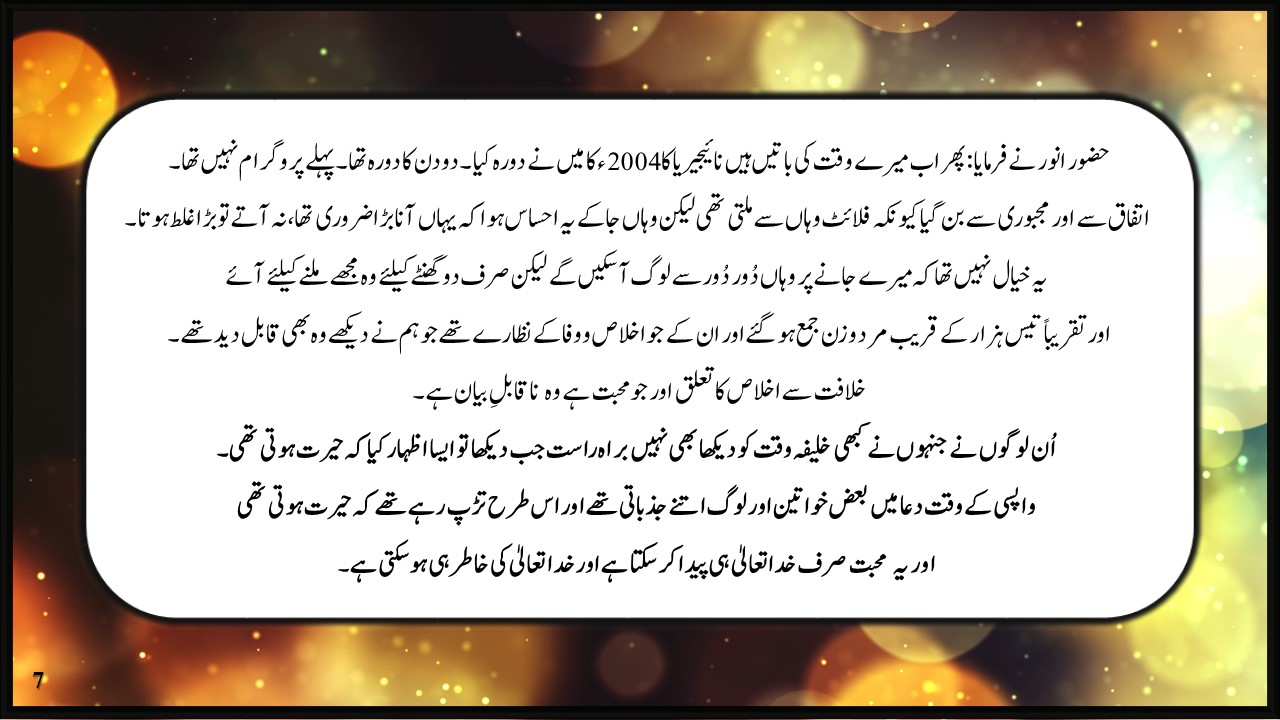 حضور انور نے فرمایا: پھر اب میرے وقت کی باتیں ہیں نائیجیریا کا 2004ء کا میں نے دورہ کیا۔ دو دن کا دورہ تھا۔ پہلے پروگرام نہیں تھا۔
اتفاق سے اور مجبوری سے بن گیا کیونکہ فلائٹ وہاں سے ملتی تھی لیکن وہاں جا کے یہ احساس ہوا کہ یہاں آنا بڑا ضروری تھا، نہ آتے تو بڑا غلط ہوتا۔
یہ خیال نہیں تھا کہ میرے جانے پر وہاں دُور دُور سے لوگ آ سکیں گے لیکن صرف دو گھنٹے کیلئے وہ مجھے ملنے کیلئے آئے
اور تقریباً تیس ہزار کے قریب مرد و زن جمع ہو گئے اور ان کے جو اخلاص و وفا کے نظارے تھے جو ہم نے دیکھے وہ بھی قابل دید تھے۔
خلافت سے اخلاص کا تعلق اور جو محبت ہے وہ ناقابلِ بیان ہے۔
اُن لوگوں نے جنہوں نے کبھی خلیفہ وقت کو دیکھا بھی نہیں براہ راست جب دیکھا تو ایسا اظہار کیا کہ حیرت ہوتی تھی۔
واپسی کے وقت دعا میں بعض خواتین اور لوگ اتنے جذباتی تھے اور اس طرح تڑپ رہے تھے کہ حیرت ہوتی تھی
اور یہ محبت صرف خدا تعالیٰ ہی پیدا کر سکتا ہے اور خدا تعالیٰ کی خاطر ہی ہو سکتی ہے۔
7